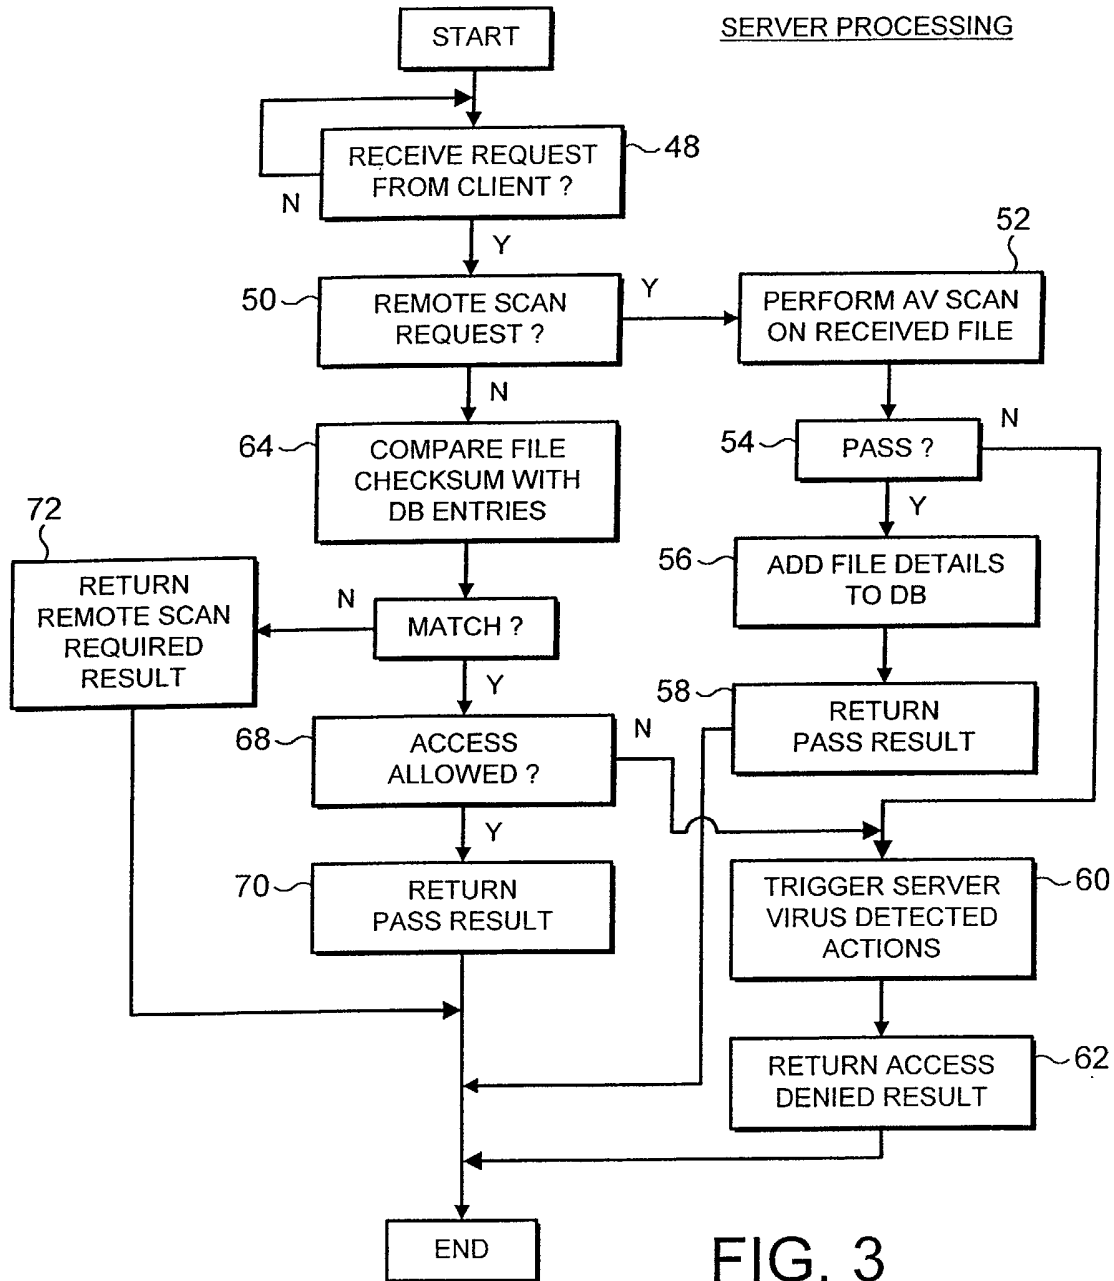 SERVER PROCESSING
START
RECEIVE REQUEST
FROM CLIENT ?
48
N
Y
50
REMOTE SCAN
REQUEST ?
Y
N
52
PERFORM AV SCAN
ON RECEIVED FILE
54
PASS ?
N
Y
64
COMPARE FILE
CHECKSUM WITH
DB ENTRIES
56
ADD FILE DETAILS
TO DB
72
RETURN
REMOTE SCAN
REQUIRED
RESULT
N
MATCH ?
Y
58
RETURN
PASS RESULT
68
ACCESS
ALLOWED ?
N
Y
70
RETURN
PASS RESULT
60
TRIGGER SERVER
VIRUS DETECTED
ACTIONS
62
RETURN ACCESS
DENIED RESULT
END
FIG. 3